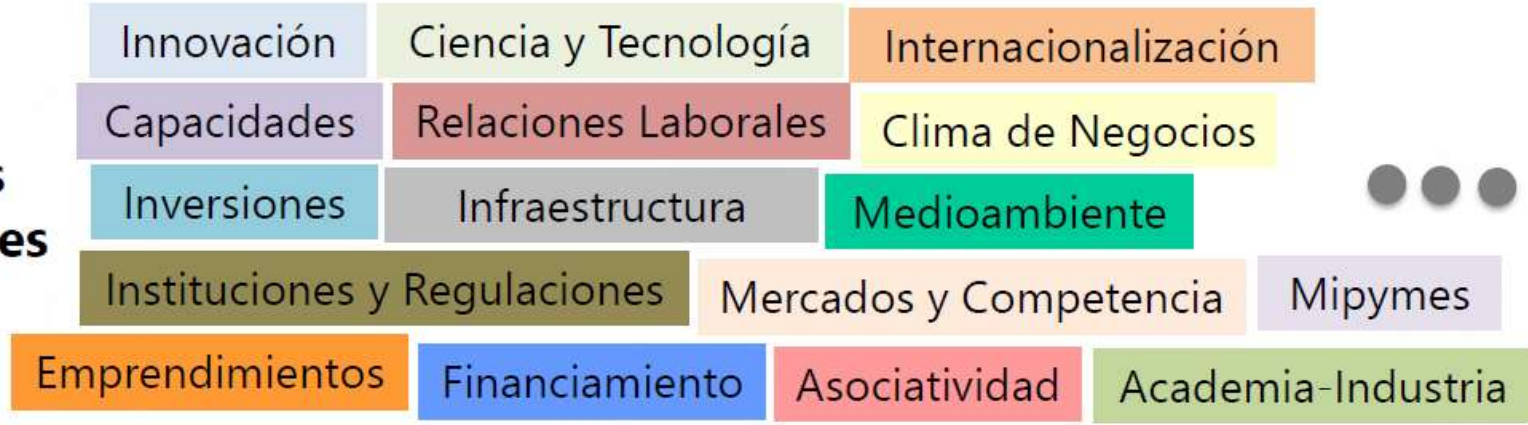 Innovación Ciencia y Tecnología Internacionalización
Capacidades Relaciones Laborales Clima de Negocios
Inversiones Infraestructura Medioambiente
Instituciones y Regulaciones Mercados y Competencia Mipymes
Emprendimientos Financiamiento Asociatividad Academia-Industria